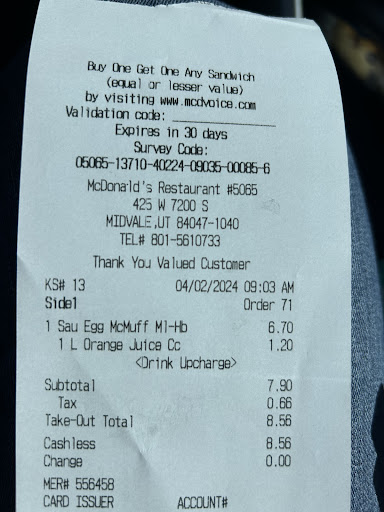 Buy One Get One Any Sandwich
(equal or lesser value)
by visiting www.mcdvoice.com
Validation code: _______________
Expires in 30 days
Survey Code:
05065-13710-40224-09035-00085-6
McDonald's Restaurant #5065
425 W 7200 S
MIDVALE,UT 84047-1040
TEL# 801-5610733
Thank You Valued Customer
KS# 13 04/02/2024 09:03 AM
Side1 Order 71
1 Sau Egg McMuff Ml-Hb 6.70
1 L Orange Juice Cc 1.20
<Drink Upcharge>
Subtotal 7.90
Tax 0.66
Take-Out Total 8.56
Cashless 8.56
Change 0.00
MER# 556458
CARD ISSUER ACCOUNT#